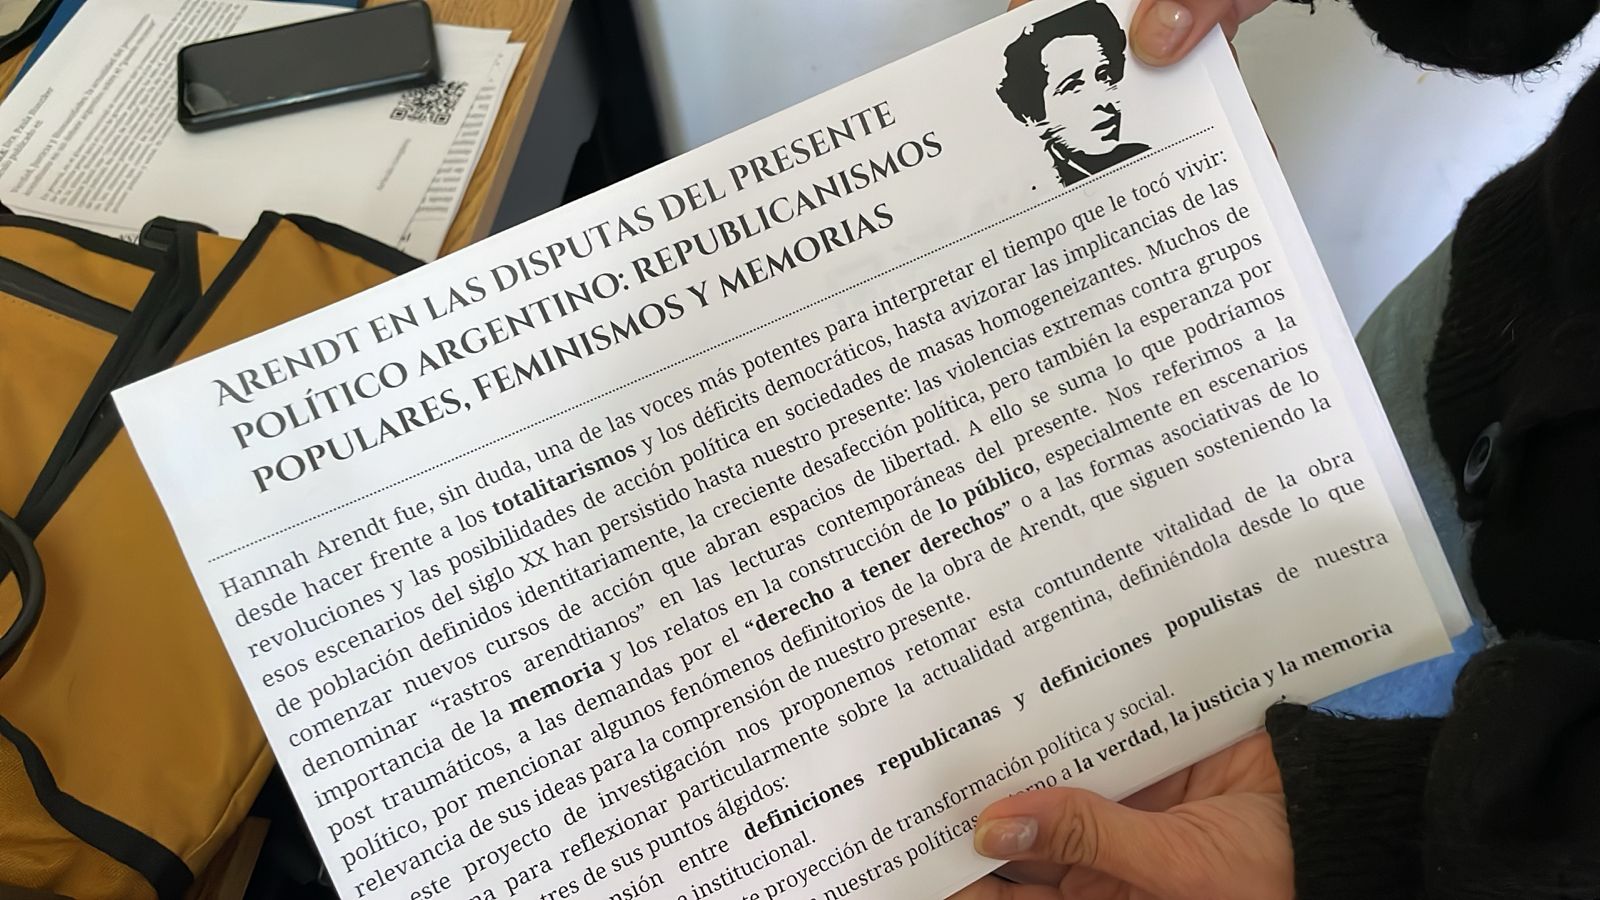 ARENDT EN LAS DISPUTAS DEL PRESENTE
POLÍTICO ARGENTINO: REPUBLICANISMOS
POPULARES, FEMINISMOS Y MEMORIAS
Hannah Arendt fue, sin duda, una de las voces más potentes para interpretar el tiempo que le tocó vivir:
desde hacer frente a los totalitarismos y los déficits democráticos, hasta avizorar las implicancias de las
revoluciones y las posibilidades de acción política en sociedades de masas homogeneizantes. Muchos de
esos escenarios del siglo XX han persistido hasta nuestro presente: las violencias extremas contra grupos
de población definidos identitariamente, la creciente desafección política, pero también la esperanza por
comenzar nuevos cursos de acción que abran espacios de libertad. A ello se suma lo que podríamos
denominar “rastros arendtianos” en las lecturas contemporáneas del presente. Nos referimos a la
importancia de la memoria y los relatos en la construcción de lo público, especialmente en escenarios
post traumáticos, a las demandas por el “derecho a tener derechos” o a las formas asociativas de lo
político, por mencionar algunos fenómenos definitorios de la obra de Arendt, que siguen sosteniendo la
relevancia de sus ideas para la comprensión de nuestro presente.
este proyecto de investigación nos proponemos retomar esta contundente vitalidad de la obra
para reflexionar particularmente sobre la actualidad argentina, definiéndola desde lo que
tres de sus puntos álgidos:
entre definiciones republicanas y definiciones populistas de nuestra
institucional.
proyección de transformación política y social.
nuestras políticas a la verdad, la justicia y la memoria